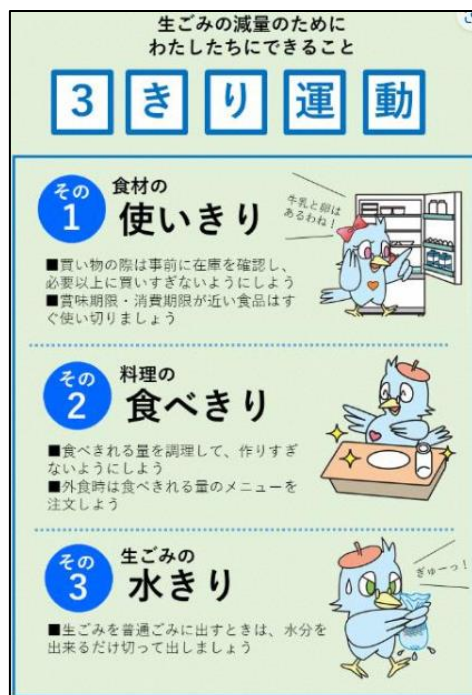 生ごみの減量のために
わたしたちにできること
3きり運動
その
1
食材の
使いきり
牛乳と卵は
あるわね！
■買い物の際は事前に在庫を確認し、
必要以上に買いすぎないようにしよう
■賞味期限・消費期限が近い食品はす
ぐ使い切りましょう
その
2
料理の
食べきり
■食べきれる量を調理して、作りすぎ
ないようにしよう
■外食時は食べきれる量のメニューを
注文しよう
その
3
生ごみの
水きり
ぎゅーっ！
■生ごみを普通ごみに出すときは、水分を
出来るだけ切って出しましょう